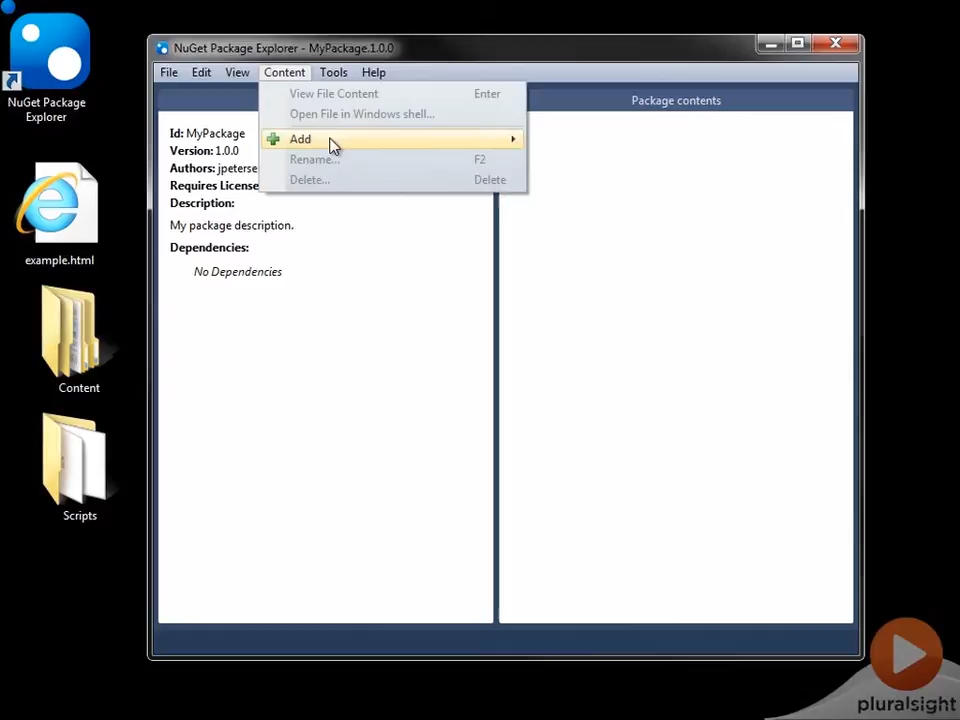 NuGet Package
Explorer
example.html
Content
Scripts
NuGet Package Explorer - MyPackage.1.0.0
File Edit View Content Tools Help
View File Content Enter
Open File in Windows shell...
Add
Rename... F2
Delete... Delete
Package contents
Id: MyPackage
Version: 1.0.0
Authors: jpeterse
Requires License
Description:
My package description.
Dependencies:
No Dependencies
pluralsight